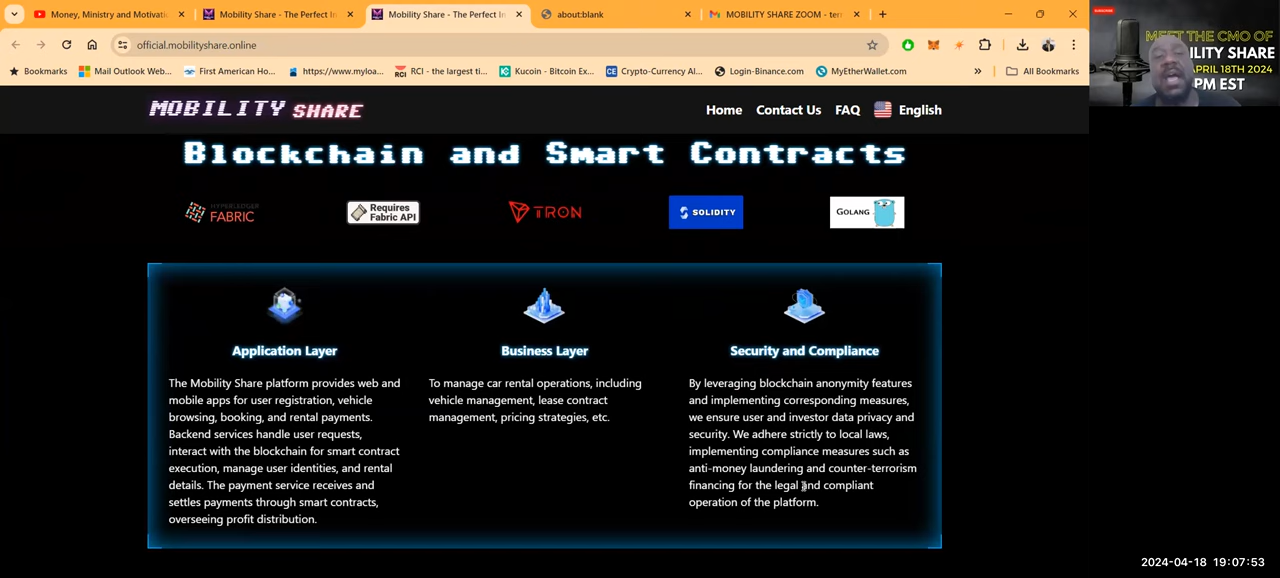 Money, Ministry and Motivati
Mobility Share - The Perfect In
Mobility Share - The Perfect In
about:blank
MOBILITY SHARE ZOOM - terr
official.mobilityshare.online
Bookmarks
Mail Outlook Web...
First American Ho...
https://www.myloa...
RCI - the largest ti...
Kucoin - Bitcoin Ex...
Crypto-Currency Al...
Login-Binance.com
MyEtherWallet.com
»
All Bookmarks
SUBSCRIBE
MEET THE CMO OF
ILITY SHARE
APRIL 18TH 2024
PM EST
MOBILITY SHARE
Home
Contact Us
FAQ
English
Blockchain and Smart Contracts
HYPERLEDGER
FABRIC
Requires
Fabric API
TRON
SOLIDITY
GOLANG
Application Layer
The Mobility Share platform provides web and
mobile apps for user registration, vehicle
browsing, booking, and rental payments.
Backend services handle user requests,
interact with the blockchain for smart contract
execution, manage user identities, and rental
details. The payment service receives and
settles payments through smart contracts,
overseeing profit distribution.
Business Layer
To manage car rental operations, including
vehicle management, lease contract
management, pricing strategies, etc.
Security and Compliance
By leveraging blockchain anonymity features
and implementing corresponding measures,
we ensure user and investor data privacy and
security. We adhere strictly to local laws,
implementing compliance measures such as
anti-money laundering and counter-terrorism
financing for the legal and compliant
operation of the platform.
2024-04-18 19:07:53